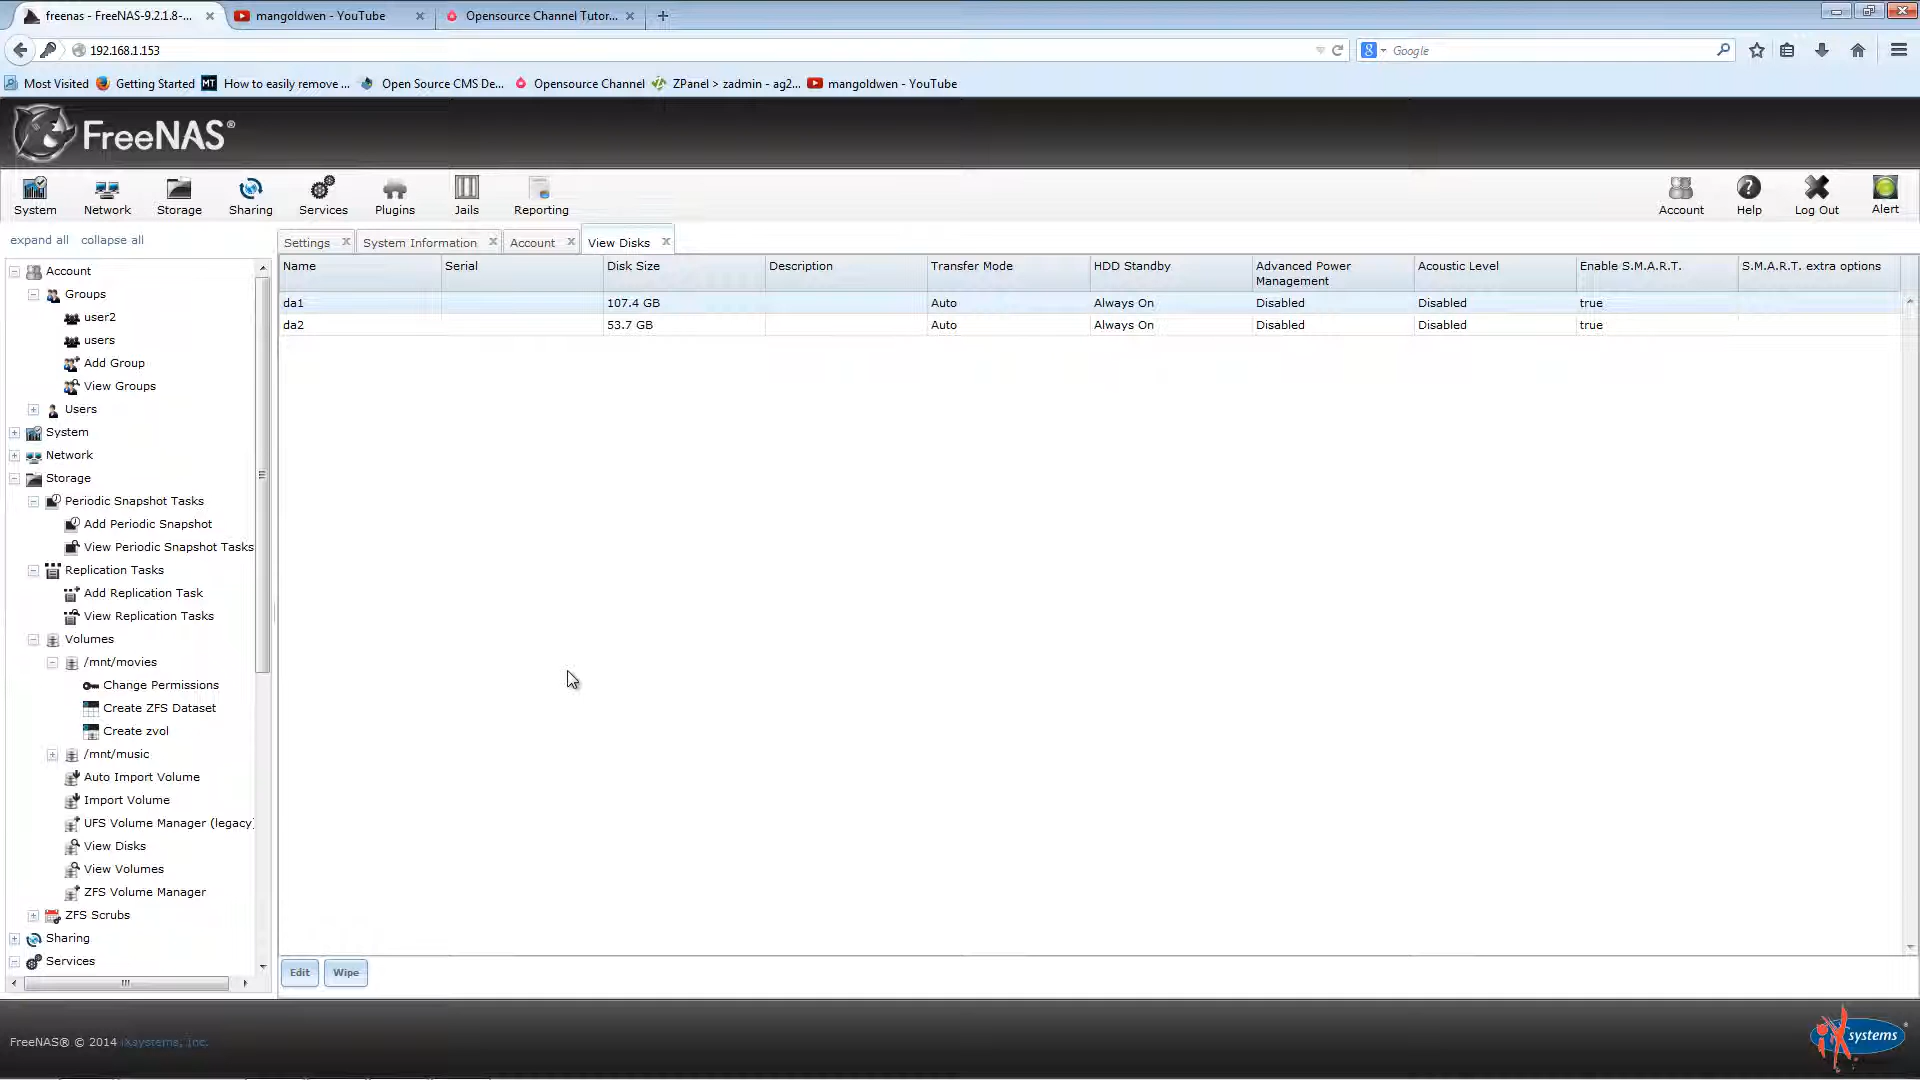 freenas - FreeNAS-9.2.1.8-...
mangoldwen - YouTube
Opensource Channel Tutor...
192.168.1.153
Google
Most Visited
Getting Started
How to easily remove ...
Open Source CMS De...
Opensource Channel
ZPanel > zadmin - ag2...
mangoldwen - YouTube
FreeNAS®
System
Network
Storage
Sharing
Services
Plugins
Jails
Reporting
Account
Help
Log Out
Alert
expand all collapse all
Settings
System Information
Account
View Disks
Name Serial Disk Size Description Transfer Mode HDD Standby Advanced Power Management Acoustic Level Enable S.M.A.R.T. S.M.A.R.T. extra options
da1 107.4 GB Auto Always On Disabled Disabled true
da2 53.7 GB Auto Always On Disabled Disabled true
Account
Groups
user2
users
Add Group
View Groups
Users
System
Network
Storage
Periodic Snapshot Tasks
Add Periodic Snapshot
View Periodic Snapshot Tasks
Replication Tasks
Add Replication Task
View Replication Tasks
Volumes
/mnt/movies
Change Permissions
Create ZFS Dataset
Create zvol
/mnt/music
Auto Import Volume
Import Volume
UFS Volume Manager (legacy)
View Disks
View Volumes
ZFS Volume Manager
ZFS Scrubs
Sharing
Services
Edit
Wipe
FreeNAS® © 2014 iXsystems, Inc.
iXsystems